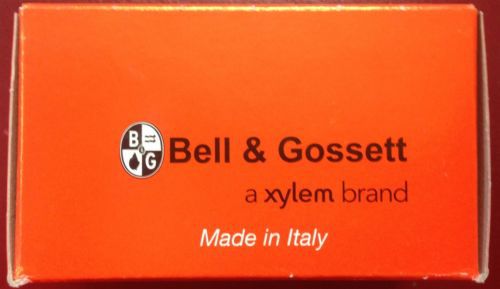 B
G
Bell & Gossett
a xylem brand
Made in Italy